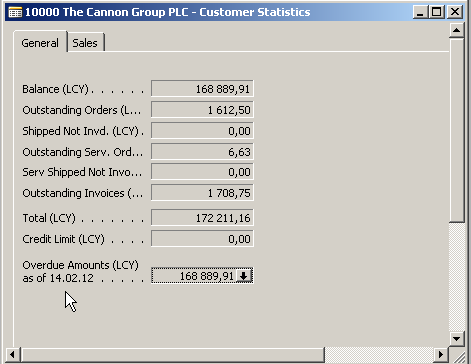 10000 The Cannon Group PLC - Customer Statistics
General Sales
Balance (LCY) . . . . . . 168 889,91
Outstanding Orders (L... 1 612,50
Shipped Not Invd. (LCY) . 0,00
Outstanding Serv. Ord... 6,63
Serv Shipped Not Invo... 0,00
Outstanding Invoices (... 1 708,75
Total (LCY) . . . . . . . 172 211,16
Credit Limit (LCY) . . . . 0,00
Overdue Amounts (LCY)
as of 14.02.12 . . . . . 168 889,91